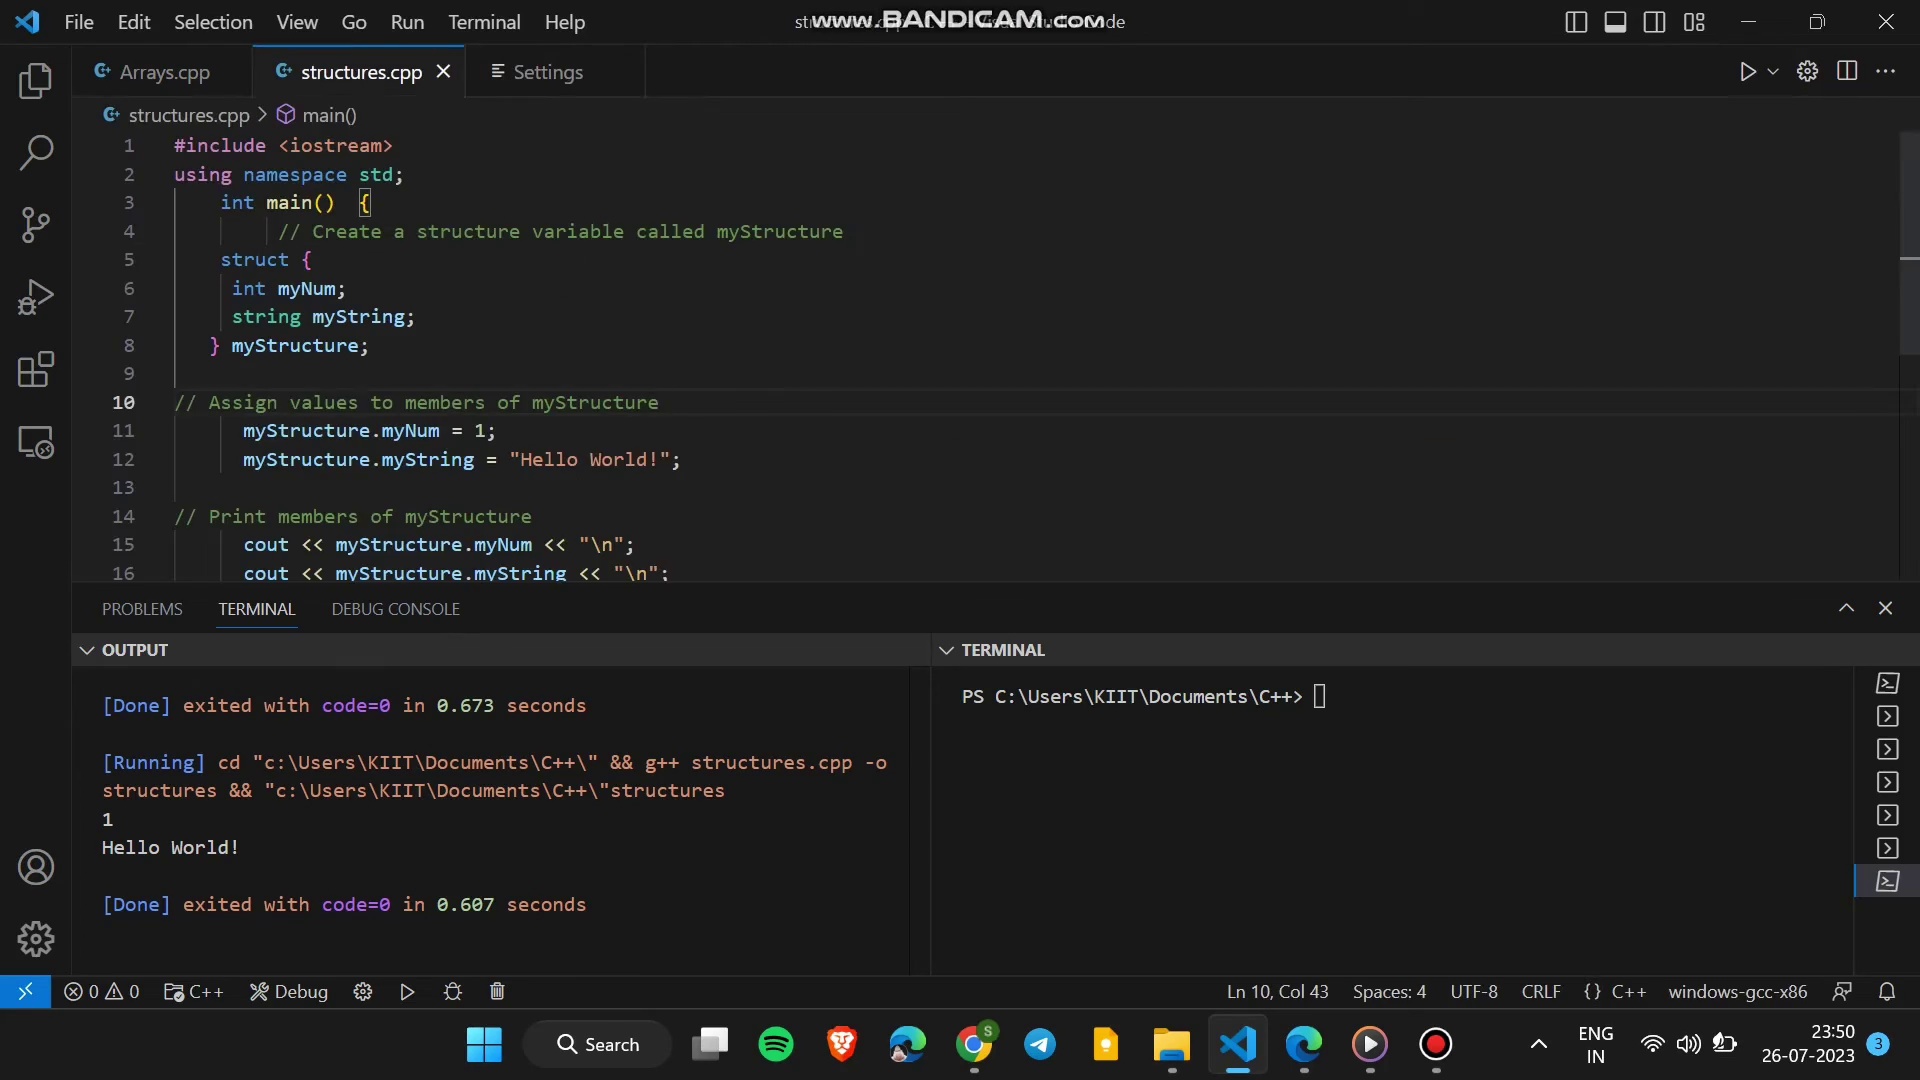 File Edit Selection View Go Run Terminal Help
www.BANDICAM.com
Arrays.cpp structures.cpp Settings
structures.cpp > main()
1 #include <iostream>
2 using namespace std;
3 int main() {
4 // Create a structure variable called myStructure
5 struct {
6 int myNum;
7 string myString;
8 } myStructure;
9
10 // Assign values to members of myStructure
11 myStructure.myNum = 1;
12 myStructure.myString = "Hello World!";
13
14 // Print members of myStructure
15 cout << myStructure.myNum << "\n";
16 cout << myStructure.myString << "\n";
PROBLEMS TERMINAL DEBUG CONSOLE
OUTPUT
[Done] exited with code=0 in 0.673 seconds
[Running] cd "c:\Users\KIIT\Documents\C++\" && g++ structures.cpp -o
structures && "c:\Users\KIIT\Documents\C++\"structures
1
Hello World!
[Done] exited with code=0 in 0.607 seconds
TERMINAL
PS C:\Users\KIIT\Documents\C++>
0 0 C++ Debug Ln 10, Col 43 Spaces: 4 UTF-8 CRLF {} C++ windows-gcc-x86
Search
S
ENG
IN
23:50
26-07-2023
3